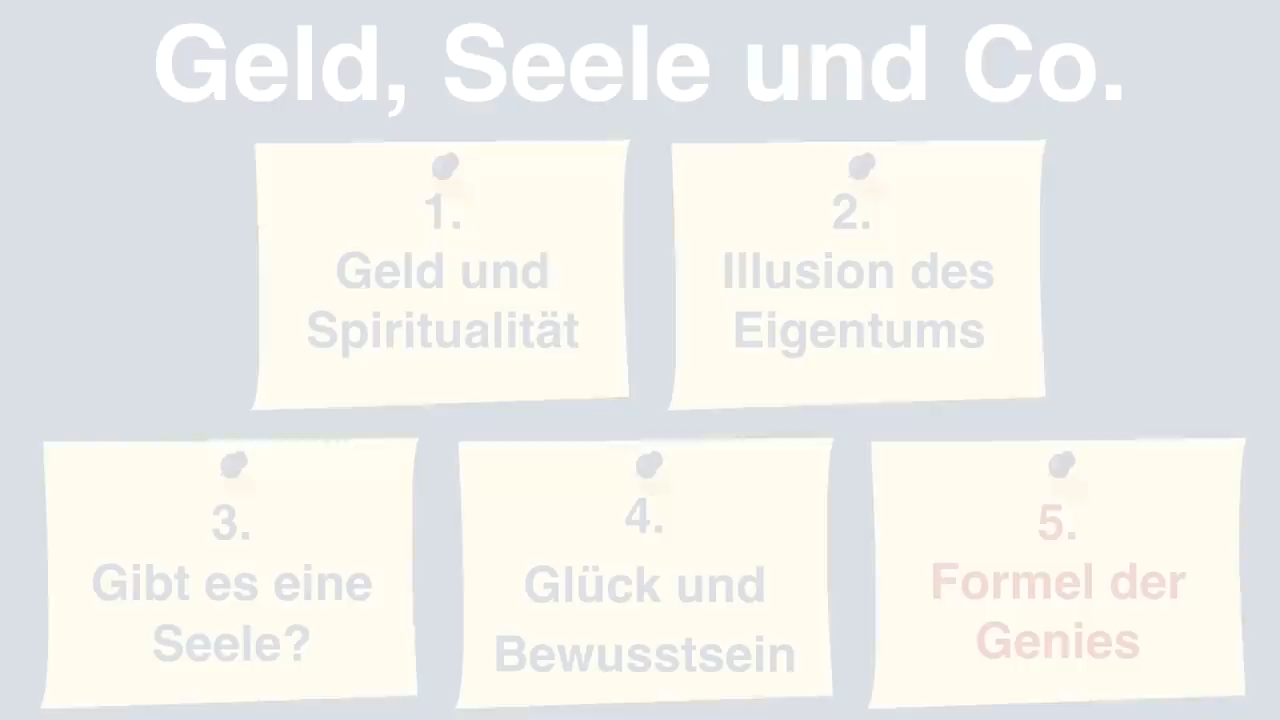 Geld, Seele und Co.
1.
Geld und
Spiritualität
2.
Illusion des
Eigentums
3.
Gibt es eine
Seele?
4.
Glück und
Bewusstsein
5.
Formel der
Genies